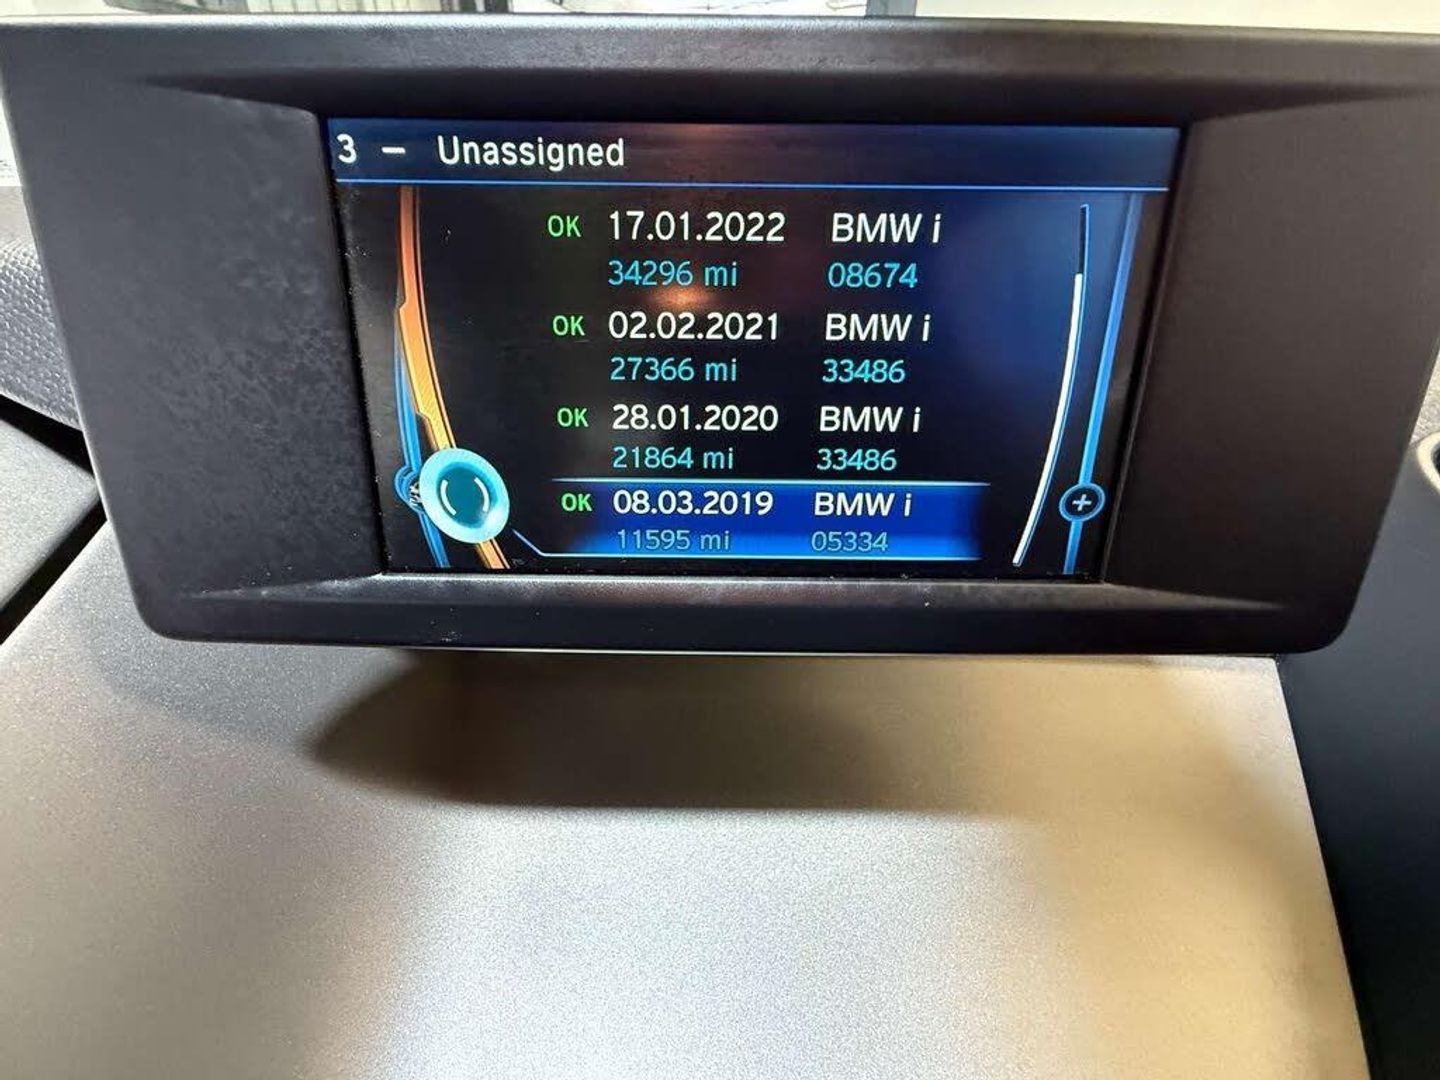 3 – Unassigned
OK 17.01.2022 BMW i
34296 mi 08674
OK 02.02.2021 BMW i
27366 mi 33486
OK 28.01.2020 BMW i
21864 mi 33486
OK 08.03.2019 BMW i
11595 mi 05334